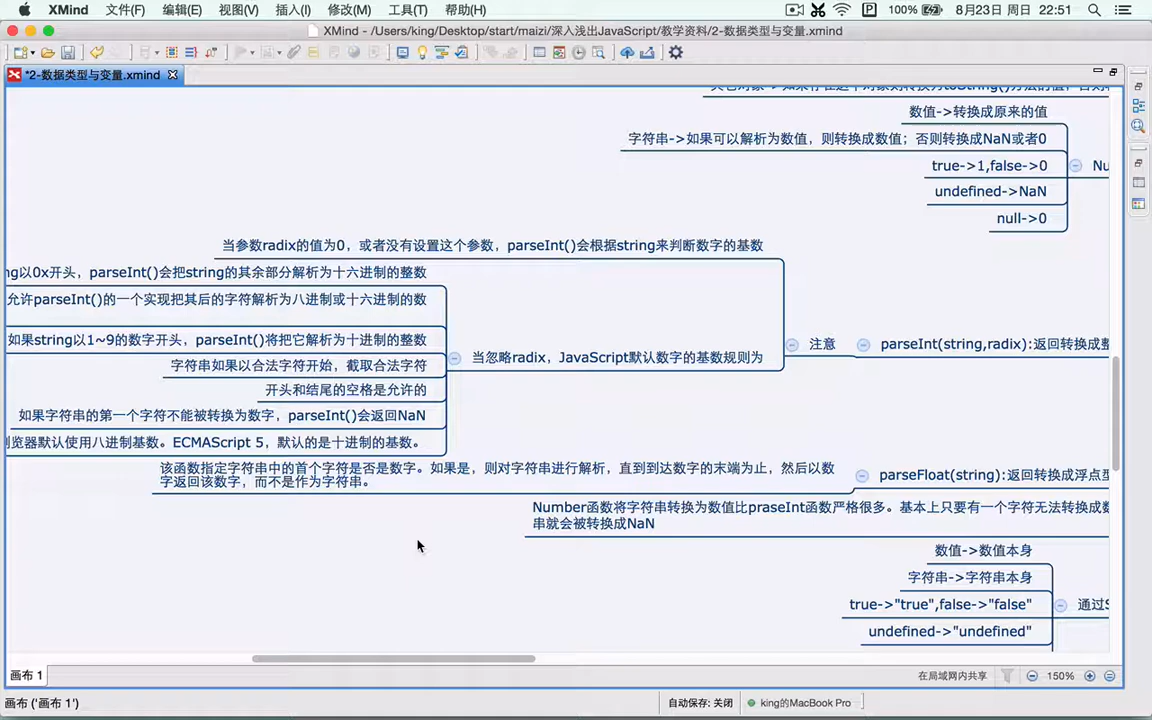 XMind 文件(F) 编辑(E) 视图(V) 插入(I) 修改(M) 工具(T) 帮助(H) 100% 8月23日 周日 22:51
XMind - /Users/king/Desktop/start/maizi/深入浅出JavaScript/教学资料/2-数据类型与变量.xmind
*2-数据类型与变量.xmind
数值->转换成原来的值
字符串->如果可以解析为数值，则转换成数值；否则转换成NaN或者0
true->1,false->0
Nu
undefined->NaN
null->0
当参数radix的值为0，或者没有设置这个参数，parseInt()会根据string来判断数字的基数
ng以0x开头，parseInt()会把string的其余部分解析为十六进制的整数
允许parseInt()的一个实现把其后的字符解析为八进制或十六进制的数
如果string以1~9的数字开头，parseInt()将把它解析为十进制的整数
字符串如果以合法字符开始，截取合法字符
当忽略radix，JavaScript默认数字的基数规则为
注意
parseInt(string,radix):返回转换成整
开头和结尾的空格是允许的
如果字符串的第一个字符不能被转换为数字，parseInt()会返回NaN
浏览器默认使用八进制基数。ECMAScript 5，默认的是十进制的基数。
该函数指定字符串中的首个字符是否是数字。如果是，则对字符串进行解析，直到到达数字的末端为止，然后以数
字返回该数字，而不是作为字符串。
parseFloat(string):返回转换成浮点型
Number函数将字符串转换为数值比praseInt函数严格很多。基本上只要有一个字符无法转换成数
串就会被转换成NaN
数值->数值本身
字符串->字符串本身
true->"true",false->"false"
通过S
undefined->"undefined"
画布 1
在局域网内共享 150%
画布 ('画布 1')
自动保存: 关闭
king的MacBook Pro